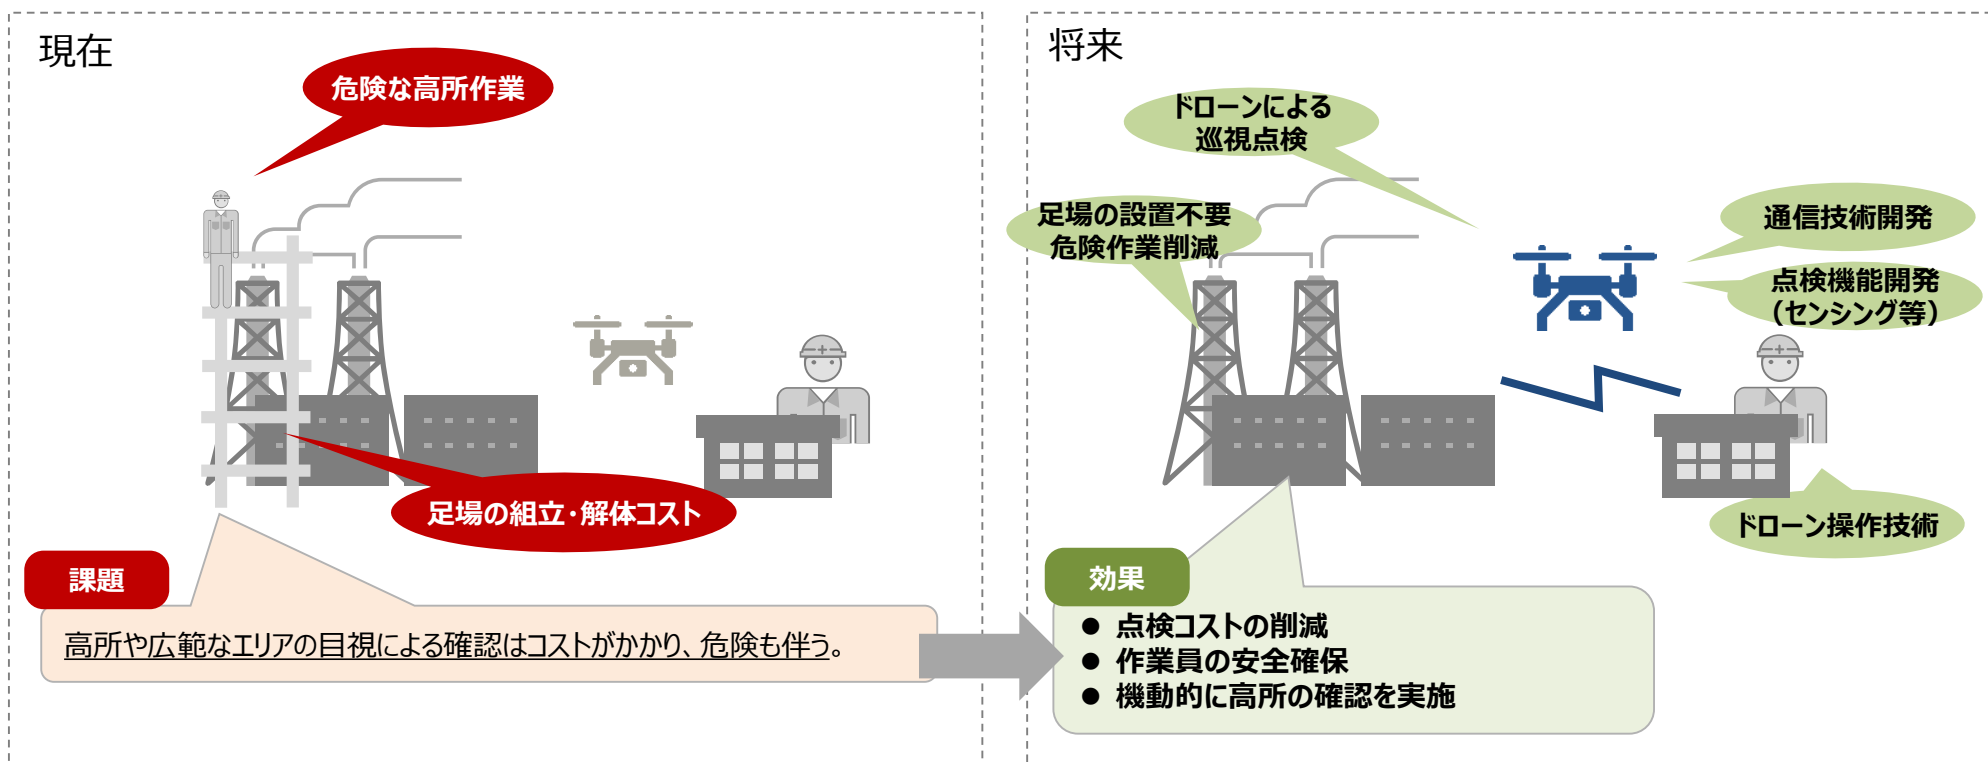 現在
危険な高所作業
足場の組立・解体コスト
課題
高所や広範なエリアの目視による確認はコストがかかり、危険も伴う。
将来
ドローンによる
巡視点検
足場の設置不要
危険作業削減
通信技術開発
点検機能開発
（センシング等）
ドローン操作技術
効果
● 点検コストの削減
● 作業員の安全確保
● 機動的に高所の確認を実施